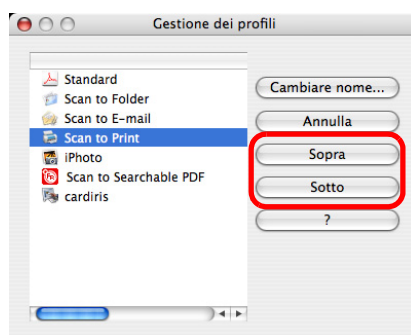 Gestione dei profili
Standard
Scan to Folder
Scan to E-mail
Scan to Print
iPhoto
Scan to Searchable PDF
cardiris
Cambiare nome...
Annulla
Sopra
Sotto
?